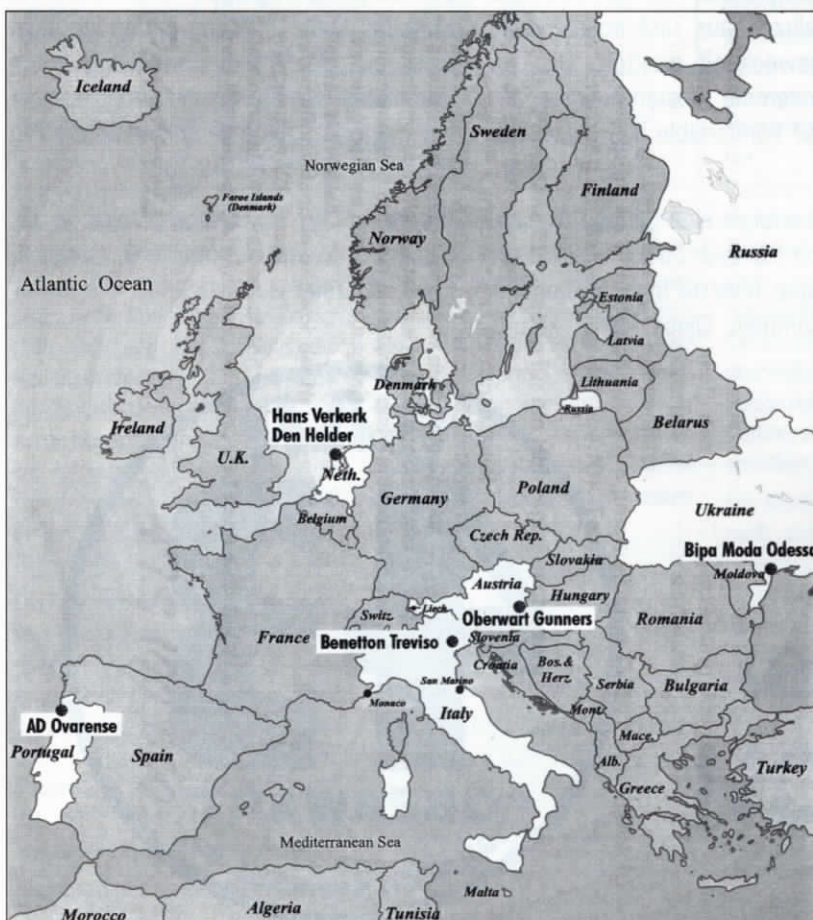 Iceland
Sweden
Norwegian Sea
Faroe Islands
(Denmark)
Finland
Norway
Russia
Atlantic Ocean
Estonia
Latvia
Denmark
Lithuania
Russia
Hans Verkerk
Den Helder
Belarus
Ireland
U.K.
Neth.
Germany
Poland
Belgium
Ukraine
Czech Rep.
Bipa Moda Odessa
Slovakia
Moldova
Austria
Hungary
Liech.
Switz.
Oberwart Gunners
Romania
France
Benetton Treviso
Slovenia
Croatia
Bos. &
Herz.
San Marino
Serbia
Bulgaria
Monaco
Italy
Mont.
AD Ovarense
Mace.
Portugal
Spain
Alb.
Greece
Turkey
Mediterranean Sea
Malta
Morocco
Algeria
Tunisia